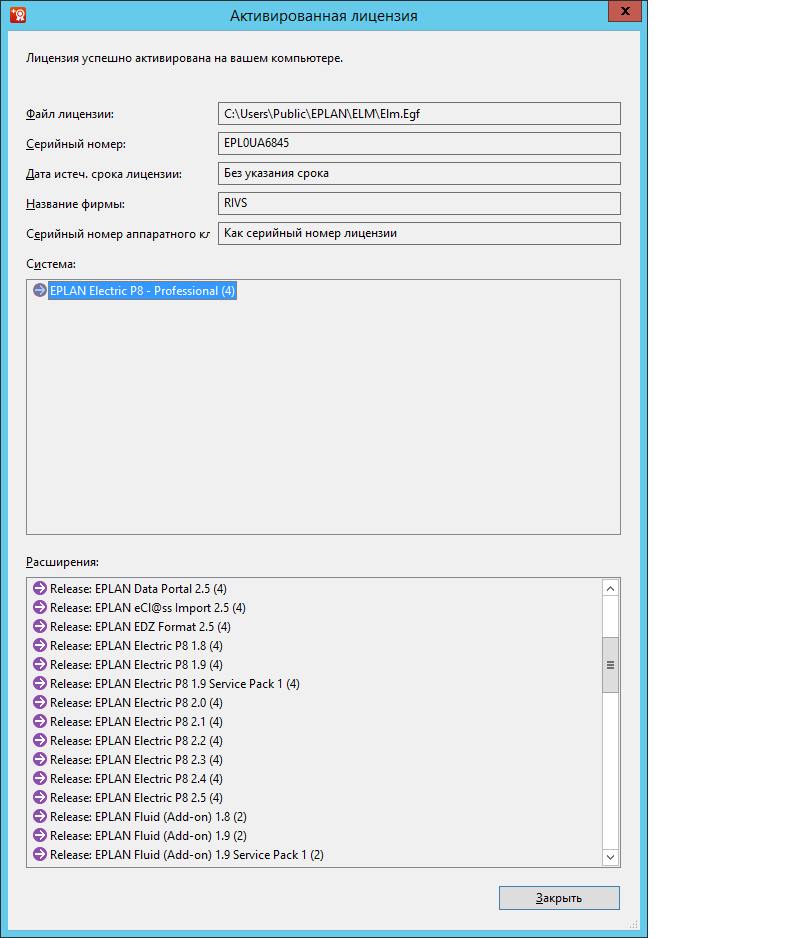 Активированная лицензия
Лицензия успешно активирована на вашем компьютере.
Файл лицензии: C:\Users\Public\EPLAN\ELM\Elm.Egf
Серийный номер: EPL0UA6845
Дата истеч. срока лицензии: Без указания срока
Название фирмы: RIVS
Серийный номер аппаратного кл Как серийный номер лицензии
Система:
EPLAN Electric P8 - Professional (4)
Расширения:
Release: EPLAN Data Portal 2.5 (4)
Release: EPLAN eCl@ss Import 2.5 (4)
Release: EPLAN EDZ Format 2.5 (4)
Release: EPLAN Electric P8 1.8 (4)
Release: EPLAN Electric P8 1.9 (4)
Release: EPLAN Electric P8 1.9 Service Pack 1 (4)
Release: EPLAN Electric P8 2.0 (4)
Release: EPLAN Electric P8 2.1 (4)
Release: EPLAN Electric P8 2.2 (4)
Release: EPLAN Electric P8 2.3 (4)
Release: EPLAN Electric P8 2.4 (4)
Release: EPLAN Electric P8 2.5 (4)
Release: EPLAN Fluid (Add-on) 1.8 (2)
Release: EPLAN Fluid (Add-on) 1.9 (2)
Release: EPLAN Fluid (Add-on) 1.9 Service Pack 1 (2)
Закрыть